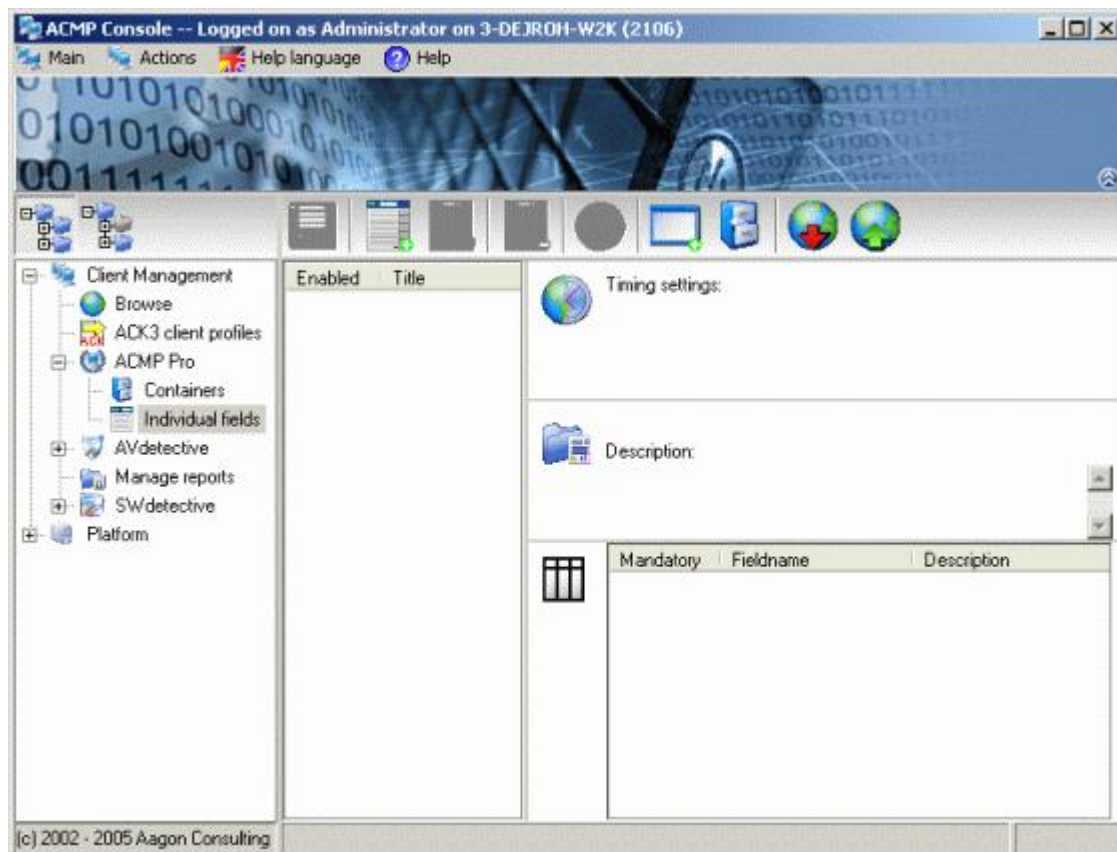 ACMP Console -- Logged on as Administrator on 3-DEJROH-W2K (2106)
Main Actions Help language Help
Client Management
Browse
ACK3 client profiles
ACMP Pro
Containers
Individual fields
AVdetective
Manage reports
SWdetective
Platform
Enabled Title
Timing settings:
Description:
Mandatory Fieldname Description
(c) 2002 - 2005 Aagon Consulting